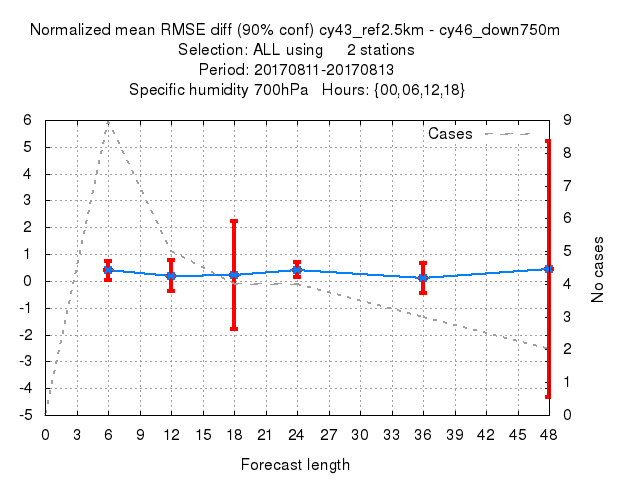 Normalized mean RMSE diff (90% conf) cy43_ref2.5km - cy46_down750m
Selection: ALL using 2 stations
Period: 20170811-20170813
Specific humidity 700hPa Hours: {00,06,12,18}
Cases
6
5
4
3
2
1
0
-1
-2
-3
-4
-5
9
8
7
6
5
4
3
2
1
0
No cases
0 3 6 9 12 15 18 21 24 27 30 33 36 39 42 45 48
Forecast length